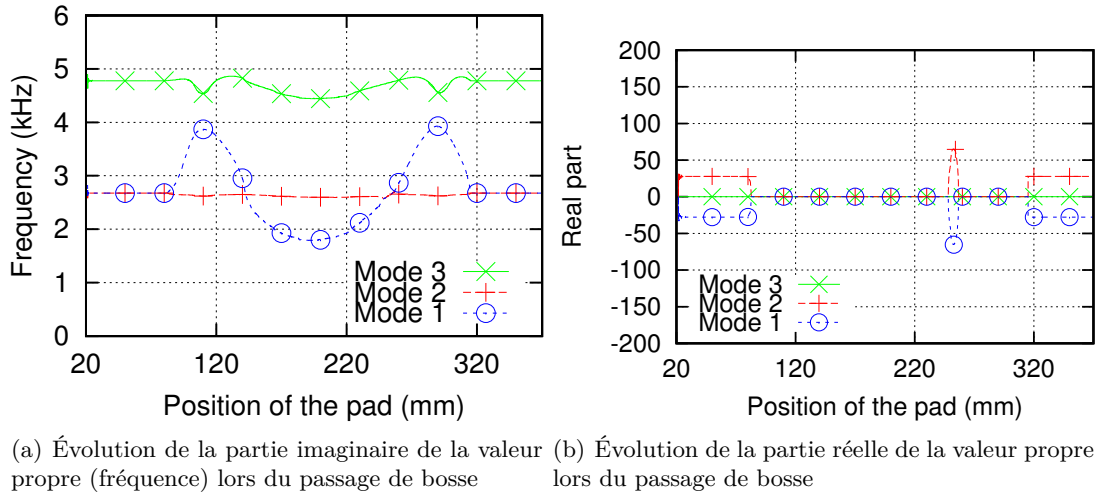 6
5
4
3
2
1
0
Frequency (kHz)
Mode 3
Mode 2
Mode 1
20 120 220 320
Position of the pad (mm)
200
150
100
50
0
-50
-100
-150
-200
Real part
Mode 3
Mode 2
Mode 1
20 120 220 320
Position of the pad (mm)
(a) Évolution de la partie imaginaire de la valeur
propre (fréquence) lors du passage de bosse
(b) Évolution de la partie réelle de la valeur propre
lors du passage de bosse